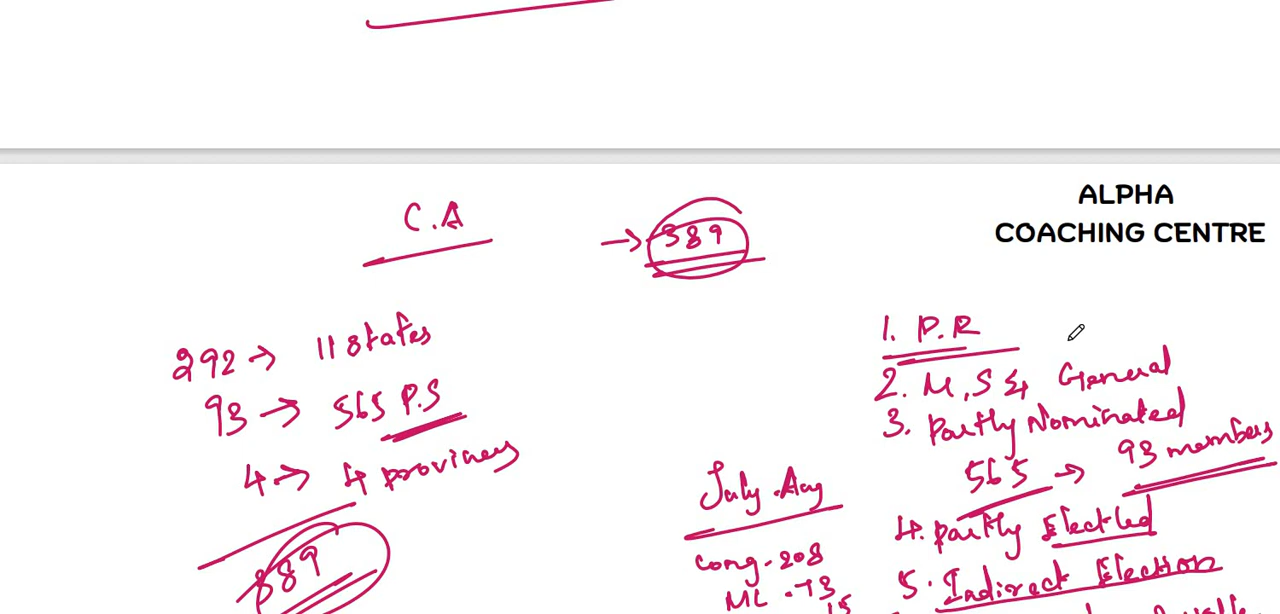 ALPHA
COACHING CENTRE
C.A → 389
292 → 11 states
93 → 565 P.S
4 → 4 provinces
389
1. P.R
2. M, S & General
3. Partly Nominated
565 → 93 members
4. partly Elected
5. Indirect Election
July-Aug
Cong-208
ML-73
15